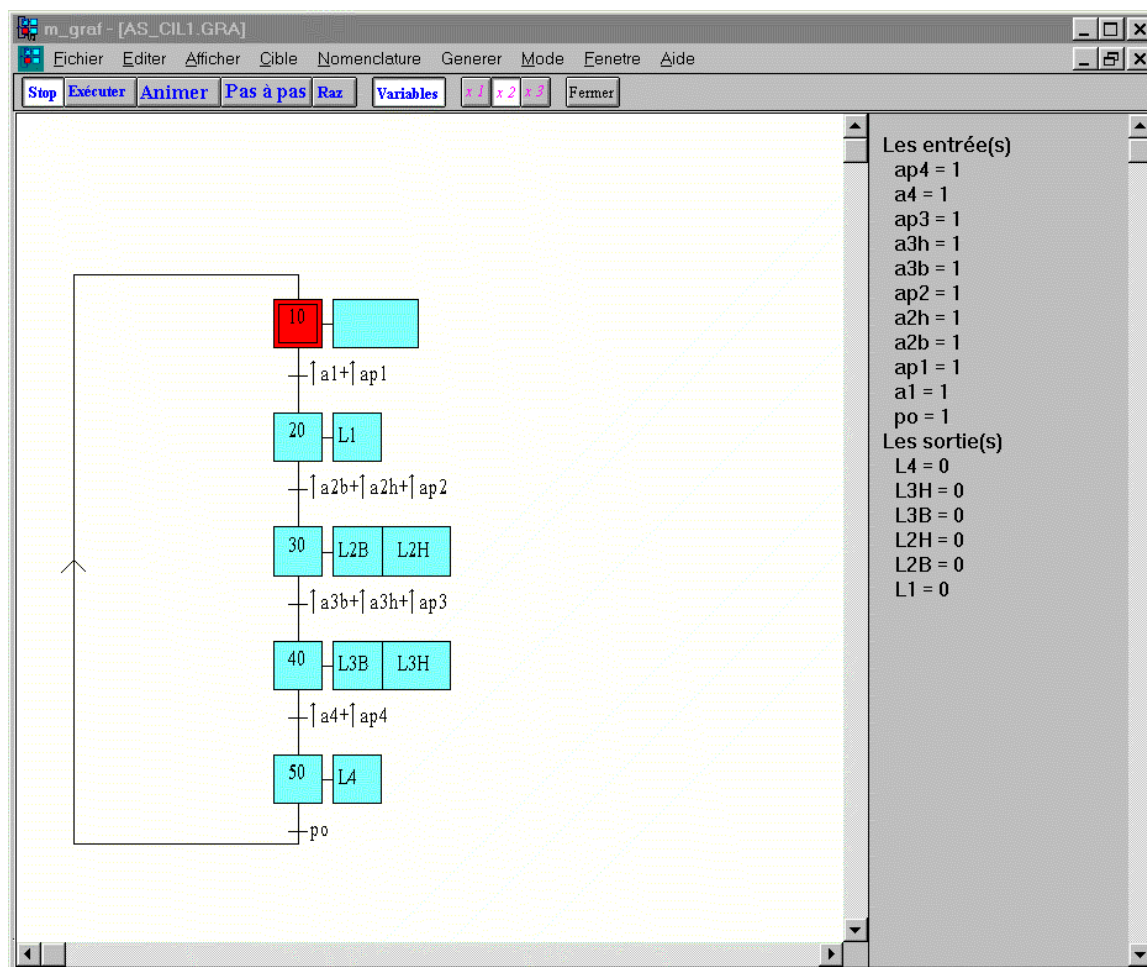 m_graf - [AS_CIL1.GRA]
Fichier Editer Afficher Cible Nomenclature Generer Mode Fenetre Aide
Stop Exécuter Animer Pas à pas Raz Variables x 1 x 2 x 3 Fermer
10
↑a1+↑ap1
20 L1
↑a2b+↑a2h+↑ap2
30 L2B L2H
↑a3b+↑a3h+↑ap3
40 L3B L3H
↑a4+↑ap4
50 L4
po
Les entrée(s)
ap4 = 1
a4 = 1
ap3 = 1
a3h = 1
a3b = 1
ap2 = 1
a2h = 1
a2b = 1
ap1 = 1
a1 = 1
po = 1
Les sortie(s)
L4 = 0
L3H = 0
L3B = 0
L2H = 0
L2B = 0
L1 = 0